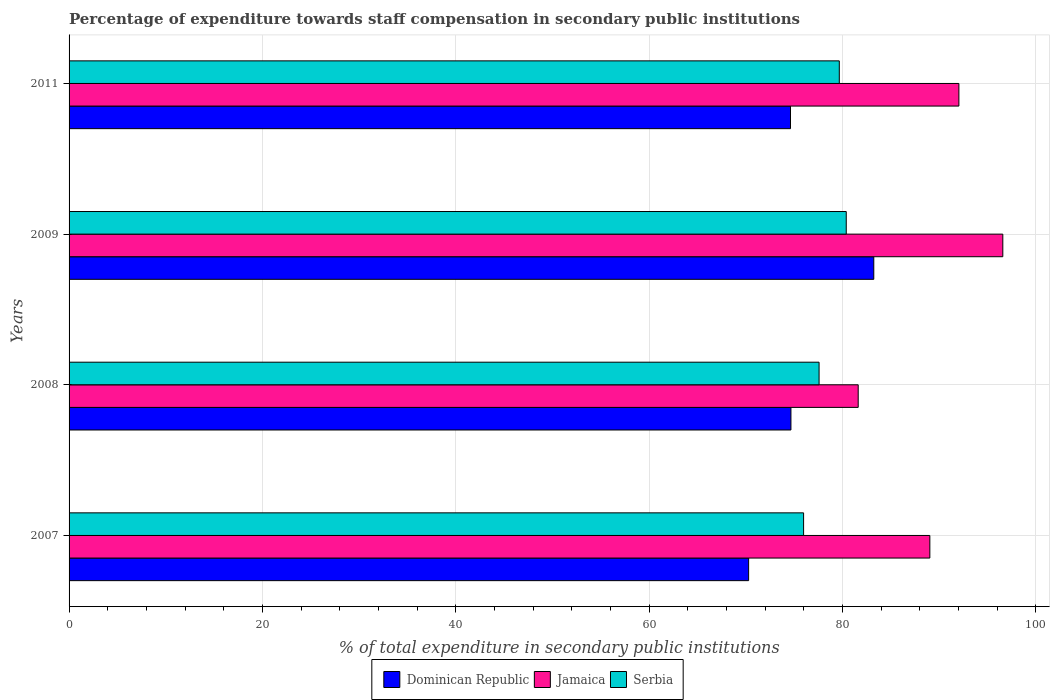 Percentage of expenditure towards staff compensation in secondary public institutions
Years
2011
2009
2008
2007
0
20
40
60
80
100
% of total expenditure in secondary public institutions
Dominican Republic
Jamaica
Serbia